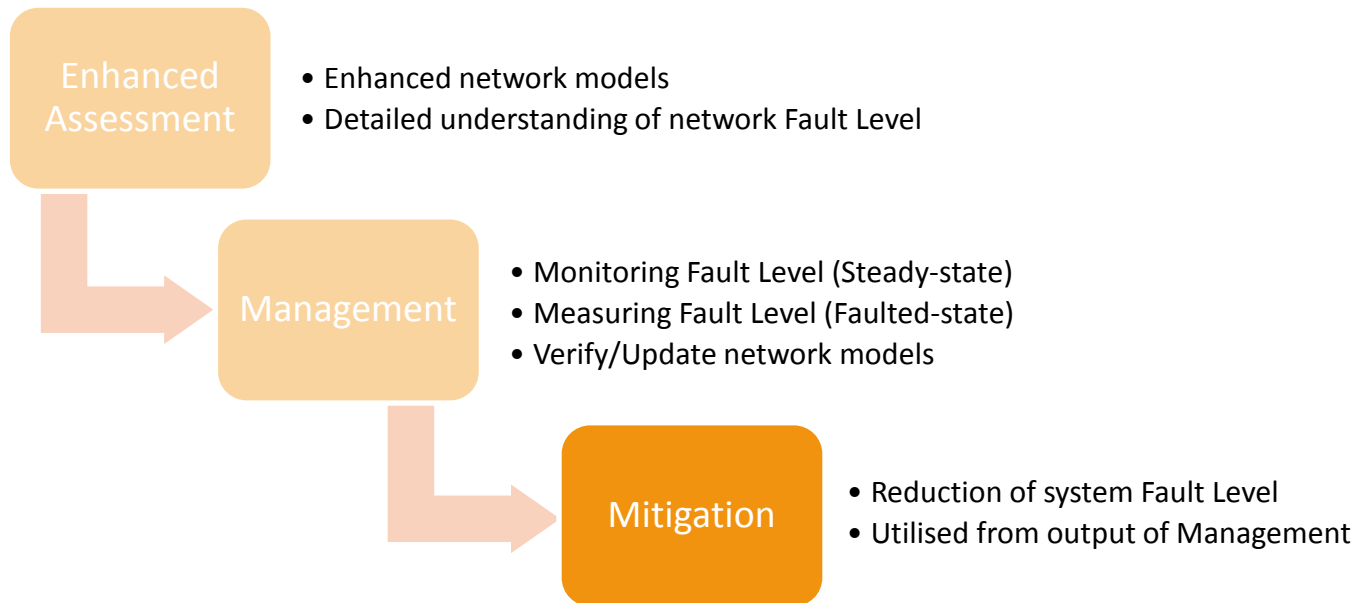 Enhanced
Assessment
• Enhanced network models
• Detailed understanding of network Fault Level
Management
• Monitoring Fault Level (Steady-state)
• Measuring Fault Level (Faulted-state)
• Verify/Update network models
Mitigation
• Reduction of system Fault Level
• Utilised from output of Management